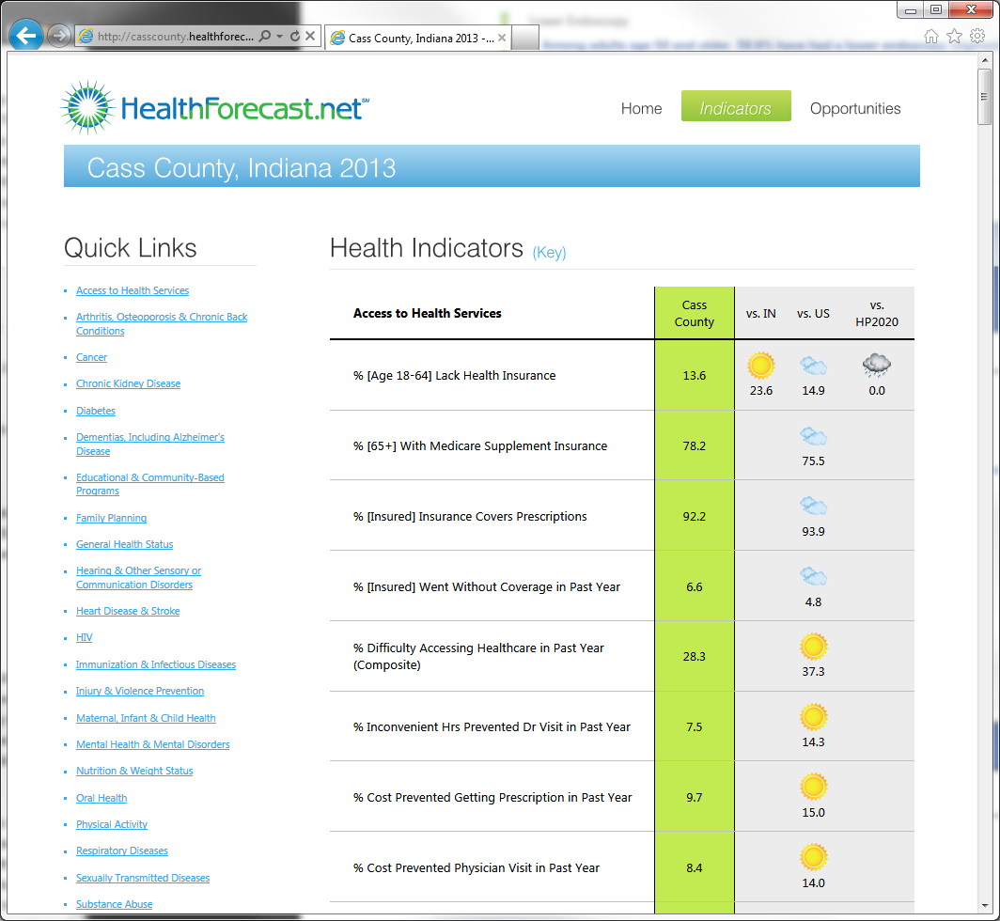 Lower Endoscopy
http://casscounty.healthforec...
Cass County, Indiana 2013 -...
HealthForecast.net SM
Home Indicators Opportunities
Cass County, Indiana 2013
Quick Links
Access to Health Services
Arthritis, Osteoporosis & Chronic Back
Conditions
Cancer
Chronic Kidney Disease
Diabetes
Dementias, Including Alzheimer's
Disease
Educational & Community-Based
Programs
Family Planning
General Health Status
Hearing & Other Sensory or
Communication Disorders
Heart Disease & Stroke
HIV
Immunization & Infectious Diseases
Injury & Violence Prevention
Maternal, Infant & Child Health
Mental Health & Mental Disorders
Nutrition & Weight Status
Oral Health
Physical Activity
Respiratory Diseases
Sexually Transmitted Diseases
Substance Abuse
Health Indicators (Key)
Access to Health Services
Cass
County
vs. IN
vs. US
vs.
HP2020
% [Age 18-64] Lack Health Insurance
13.6
23.6
14.9
0.0
% [65+] With Medicare Supplement Insurance
78.2
75.5
% [Insured] Insurance Covers Prescriptions
92.2
93.9
% [Insured] Went Without Coverage in Past Year
6.6
4.8
% Difficulty Accessing Healthcare in Past Year
(Composite)
28.3
37.3
% Inconvenient Hrs Prevented Dr Visit in Past Year
7.5
14.3
% Cost Prevented Getting Prescription in Past Year
9.7
15.0
% Cost Prevented Physician Visit in Past Year
8.4
14.0